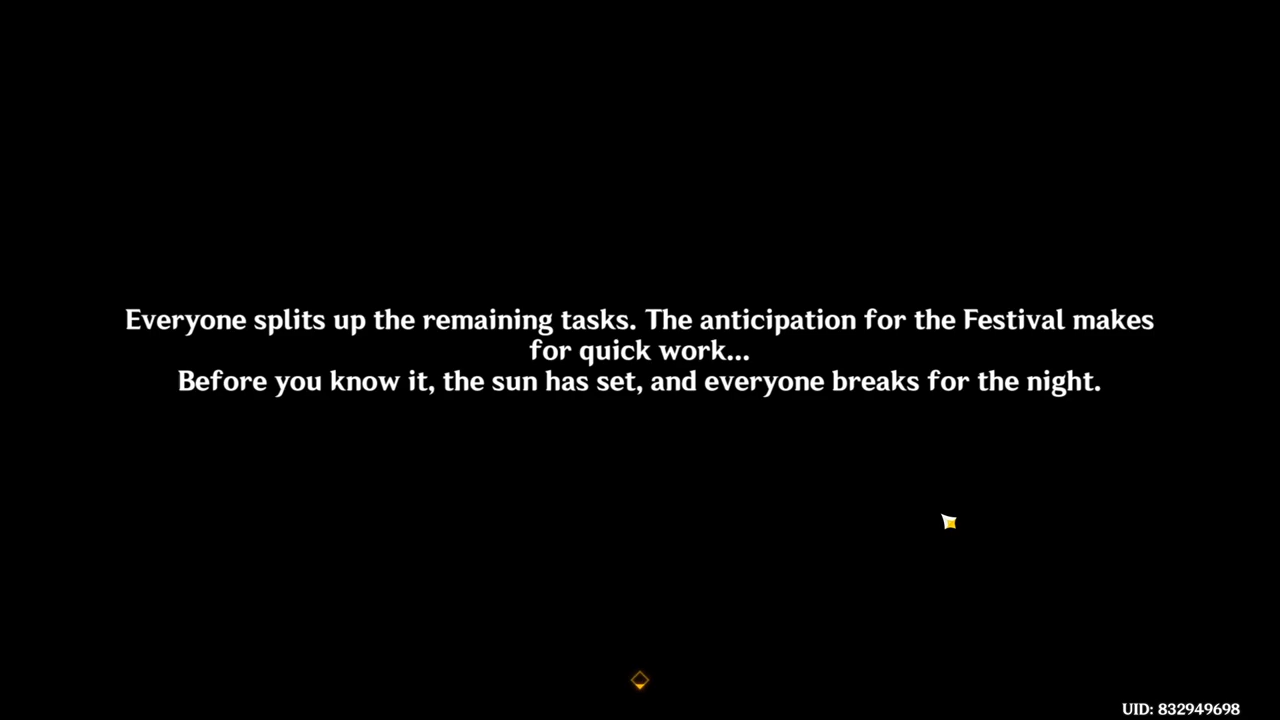 Everyone splits up the remaining tasks. The anticipation for the Festival makes
for quick work...
Before you know it, the sun has set, and everyone breaks for the night.
UID: 832949698